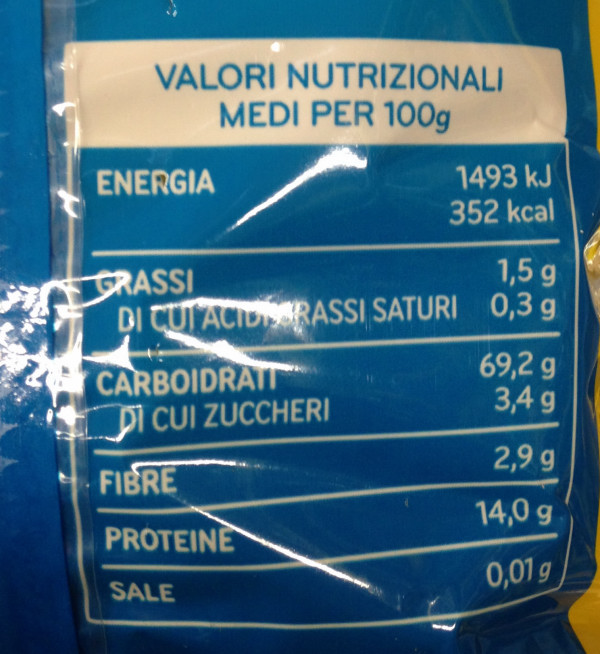 VALORI NUTRIZIONALI
MEDI PER 100g
ENERGIA 1493 kJ
352 kcal
GRASSI 1,5 g
DI CUI ACIDI GRASSI SATURI 0,3 g
CARBOIDRATI 69,2 g
DI CUI ZUCCHERI 3,4 g
FIBRE 2,9 g
PROTEINE 14,0 g
SALE 0,01 g